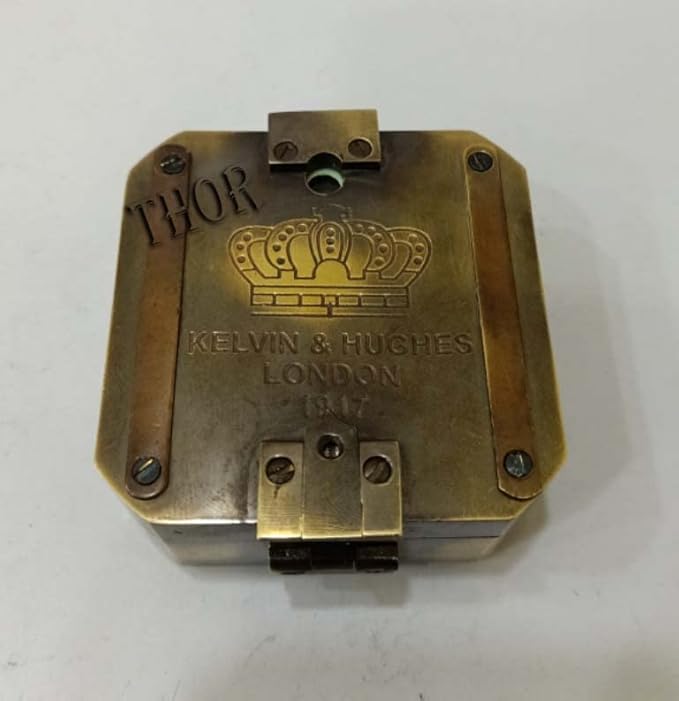 THOR
KELVIN & HUGHES
LONDON
1917